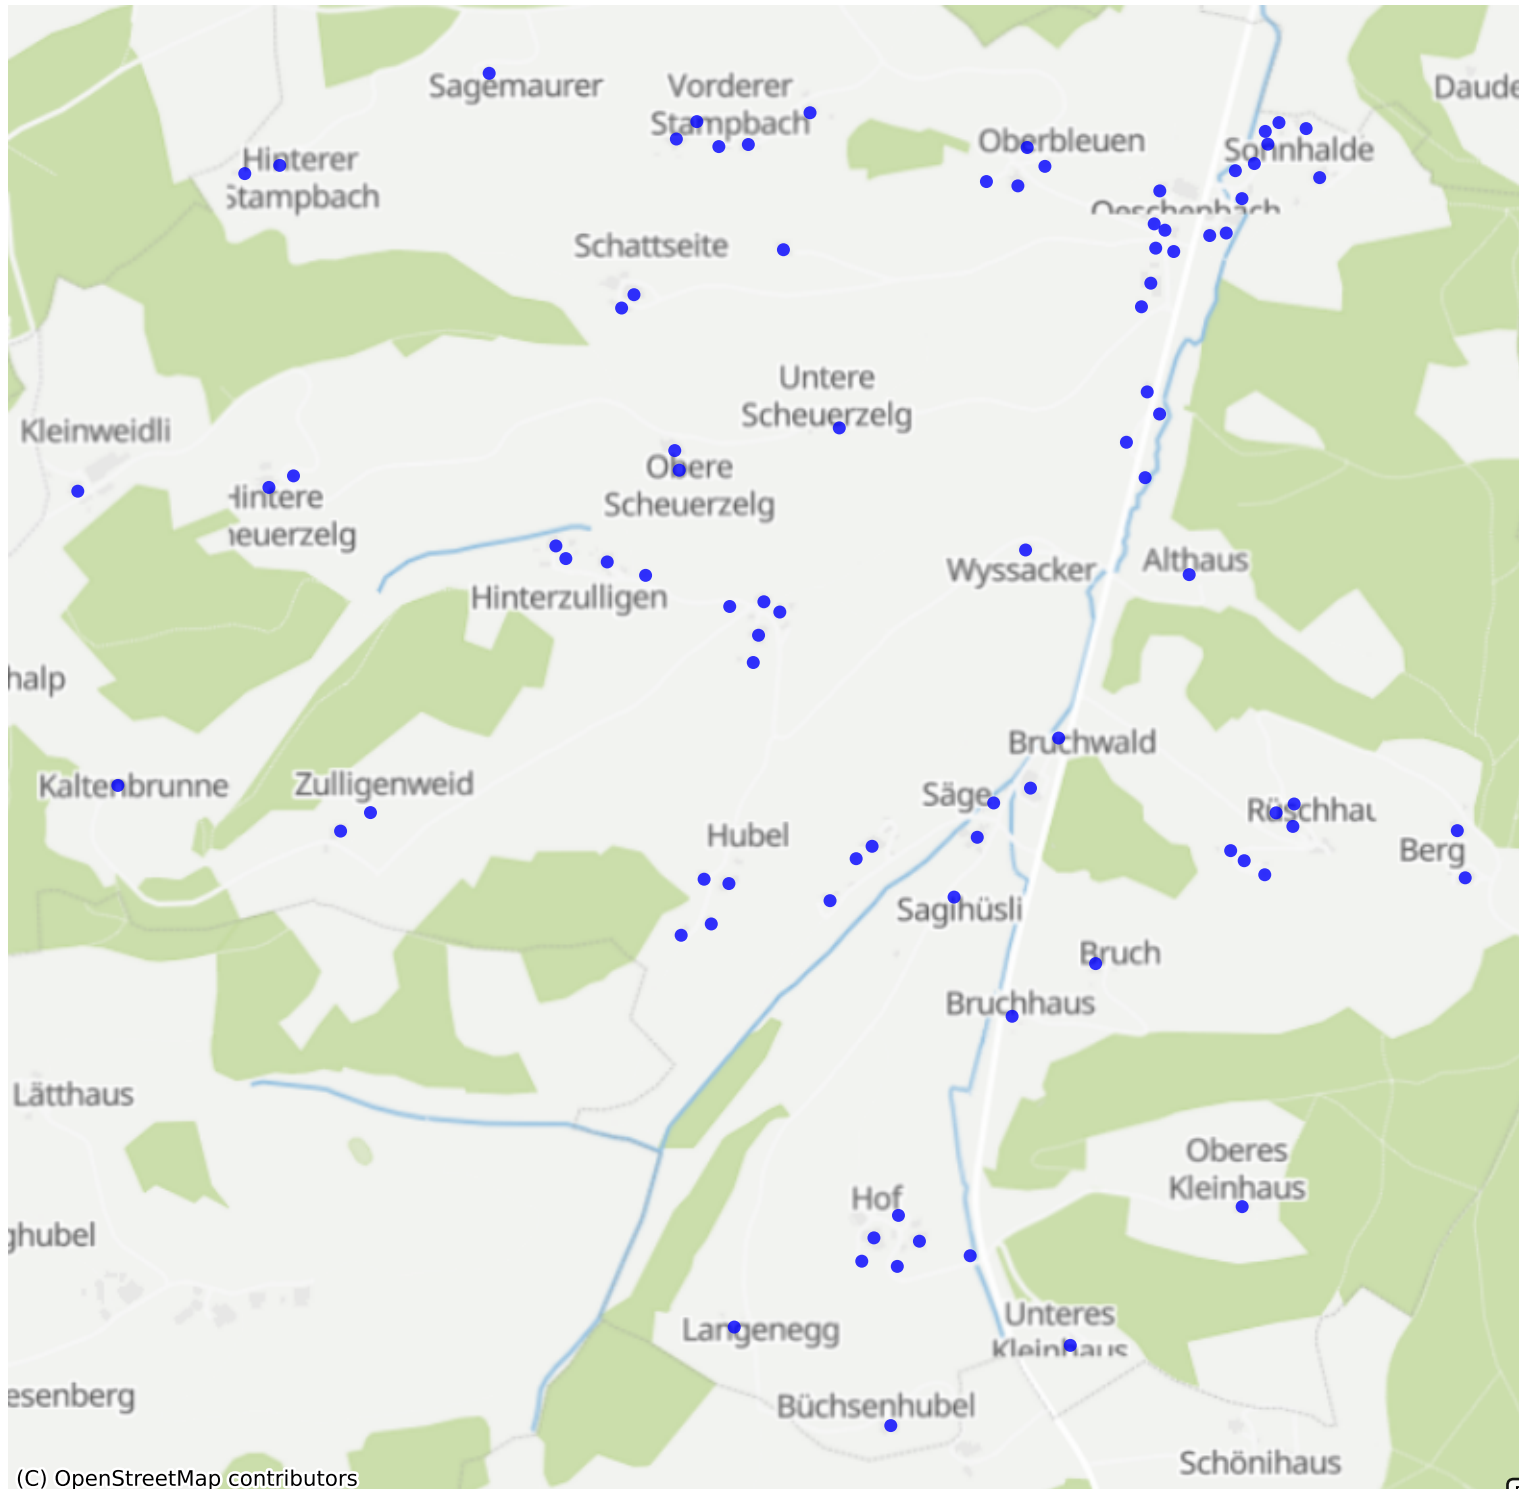 Sagemaurer
Vorderer
Stampbach
Daude
Oberbleuen
Sonnhalde
Hinterer
Stampbach
Oeschenbach
Schattseite
Untere
Scheuerzelg
Kleinweidli
Obere
Scheuerzelg
Hintere
heuerzelg
Wyssacker
Althaus
Hinterzulligen
halp
Bruchwald
Kaltenbrunne
Zulligenweid
Säge
Rüschhau
Hubel
Berg
Sagihüsli
Bruch
Bruchhaus
Lätthaus
Oberes
Kleinhaus
Hof
ghubel
Unteres
Kleinhaus
Langenegg
esenberg
Büchsenhubel
Schönihaus
(C) OpenStreetMap contributors